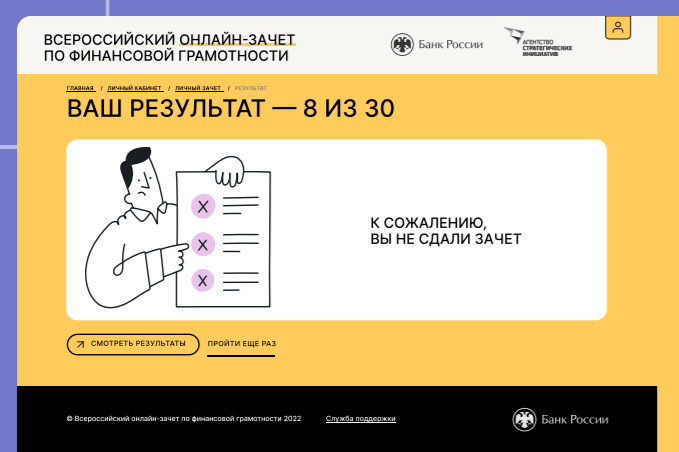 ВСЕРОССИЙСКИЙ ОНЛАЙН-ЗАЧЕТ
ПО ФИНАНСОВОЙ ГРАМОТНОСТИ
Банк России
АГЕНТСТВО
СТРАТЕГИЧЕСКИХ
ИНИЦИАТИВ
ГЛАВНАЯ / ЛИЧНЫЙ КАБИНЕТ / ЛИЧНЫЙ ЗАЧЕТ / РЕЗУЛЬТАТ
ВАШ РЕЗУЛЬТАТ — 8 ИЗ 30
X
X
X
К СОЖАЛЕНИЮ,
ВЫ НЕ СДАЛИ ЗАЧЕТ
СМОТРЕТЬ РЕЗУЛЬТАТЫ
ПРОЙТИ ЕЩЕ РАЗ
© Всероссийский онлайн-зачет по финансовой грамотности 2022
Служба поддержки
Банк России